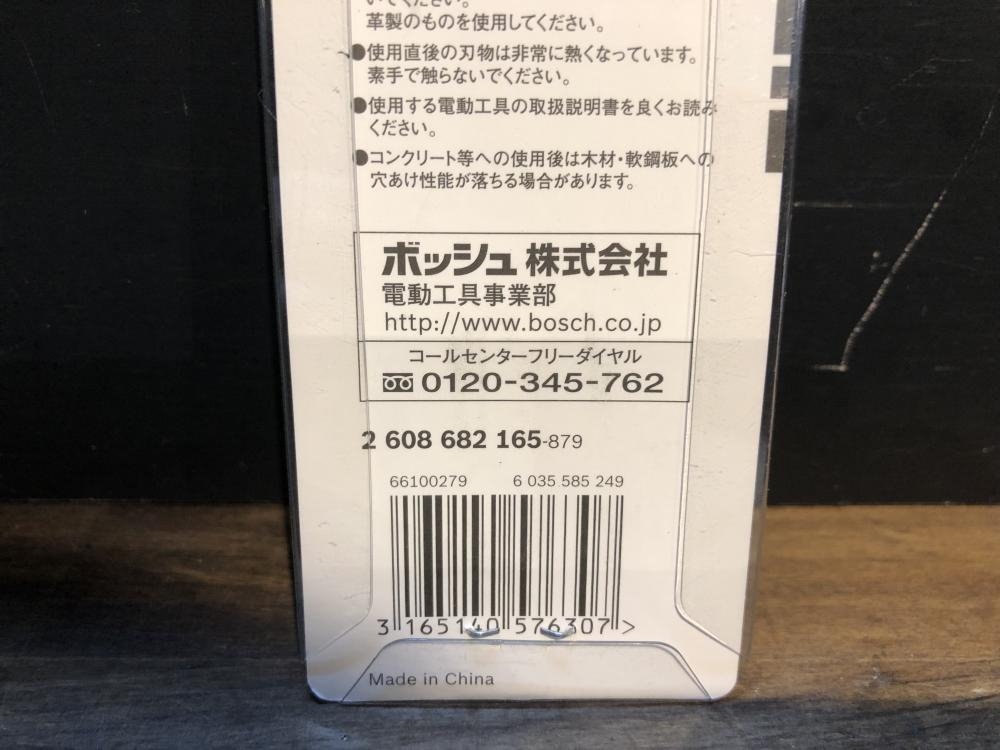 いでください。
革製のものを使用してください。
●使用直後の刃物は非常に熱くなっています。
素手で触らないでください。
●使用する電動工具の取扱説明書を良くお読み
ください。
●コンクリート等への使用後は木材・軟鋼板への
穴あけ性能が落ちる場合があります。
ボッシュ株式会社
電動工具事業部
http://www.bosch.co.jp
コールセンターフリーダイヤル
0120-345-762
2 608 682 165-879
66100279 6 035 585 249
3 165140 576307 >
Made in China